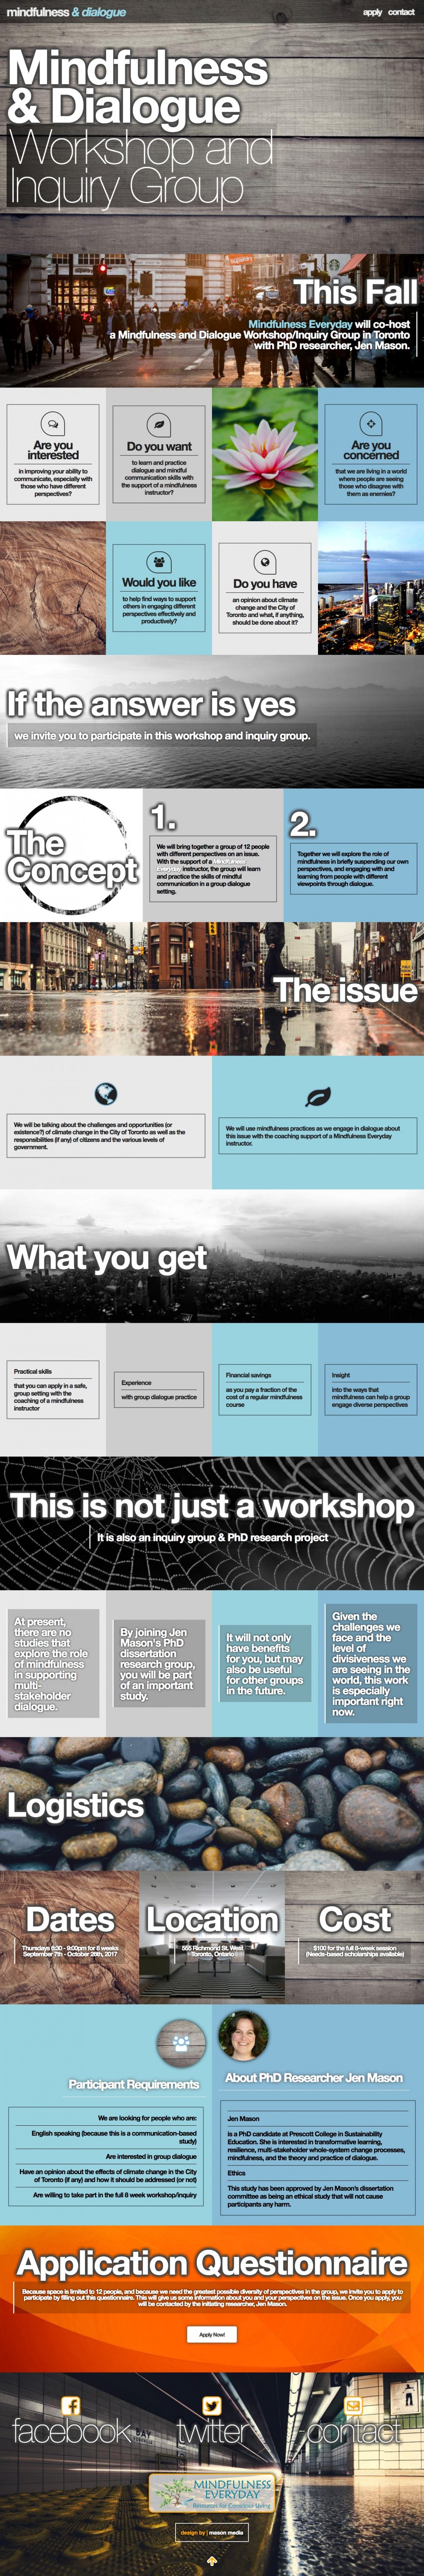 mindfulness & dialogue
apply contact
Mindfulness
& Dialogue
Workshop and
Inquiry Group
This Fall
Mindfulness Everyday will co-host
a Mindfulness and Dialogue Workshop/Inquiry Group in Toronto
with PhD researcher, Jen Mason.
Are you
interested
in improving your ability to
communicate, especially with
those who have different
perspectives?
Do you want
to learn and practice
dialogue and mindful
communication skills with
the support of a mindfulness
instructor?
Are you
concerned
that we are living in a world
where people are seeing
those who disagree with
them as enemies?
Would you like
to help find ways to support
others in engaging different
perspectives effectively and
productively?
Do you have
an opinion about climate
change and the City of
Toronto and what, if anything,
should be done about it?
If the answer is yes
we invite you to participate in this workshop and inquiry group.
The
Concept
1.
We will bring together a group of 12 people
with different perspectives on an issue.
With the support of a Mindfulness
Everyday instructor, the group will learn
and practice the skills of mindful
communication in a group dialogue
setting.
2.
Together we will explore the role of
mindfulness in briefly suspending our own
perspectives, and engaging with and
learning from people with different
viewpoints through dialogue.
The issue
We will be talking about the challenges and opportunities (or
existence?) of climate change in the City of Toronto as well as the
responsibilities (if any) of citizens and the various levels of
government.
We will use mindfulness practices as we engage in dialogue about
this issue with the coaching support of a Mindfulness Everyday
instructor.
What you get
Practical skills
that you can apply in a safe,
group setting with the
coaching of a mindfulness
instructor
Experience
with group dialogue practice
Financial savings
as you pay a fraction of the
cost of a regular mindfulness
course
Insight
into the ways that
mindfulness can help a group
engage diverse perspectives
This is not just a workshop
It is also an inquiry group & PhD research project
At present,
there are no
studies that
explore the role
of mindfulness
in supporting
multi-
stakeholder
dialogue.
By joining Jen
Mason's PhD
dissertation
research group,
you will be part
of an important
study.
It will not only
have benefits
for you, but may
also be useful
for other groups
in the future.
Given the
challenges we
face and the
level of
divisiveness we
are seeing in the
world, this work
is especially
important right
now.
Logistics
Dates
Thursdays 6:30 - 9:00pm for 8 weeks
September 7th - October 26th, 2017
Location
555 Richmond St. West
Toronto, Ontario
Cost
$100 for the full 8-week session
(Needs-based scholarships available)
Participant Requirements
We are looking for people who are:
English speaking (because this is a communication-based
study)
Are interested in group dialogue
Have an opinion about the effects of climate change in the City
of Toronto (if any) and how it should be addressed (or not)
Are willing to take part in the full 8 week workshop/inquiry
About PhD Researcher Jen Mason
Jen Mason
is a PhD candidate at Prescott College in Sustainability
Education. She is interested in transformative learning,
resilience, multi-stakeholder whole-system change processes,
mindfulness, and the theory and practice of dialogue.
Ethics
This study has been approved by Jen Mason's dissertation
committee as being an ethical study that will not cause
participants any harm.
Application Questionnaire
Because space is limited to 12 people, and because we need the greatest possible diversity of perspectives in the group, we invite you to apply to
participate by filling out this questionnaire. This will give us some information about you and your perspectives on the issue. Once you apply, you
will be contacted by the initiating researcher, Jen Mason.
Apply Now!
facebook
twitter
contact
BAY
MINDFULNESS
EVERYDAY
Resources for Conscious Living
design by | mason media